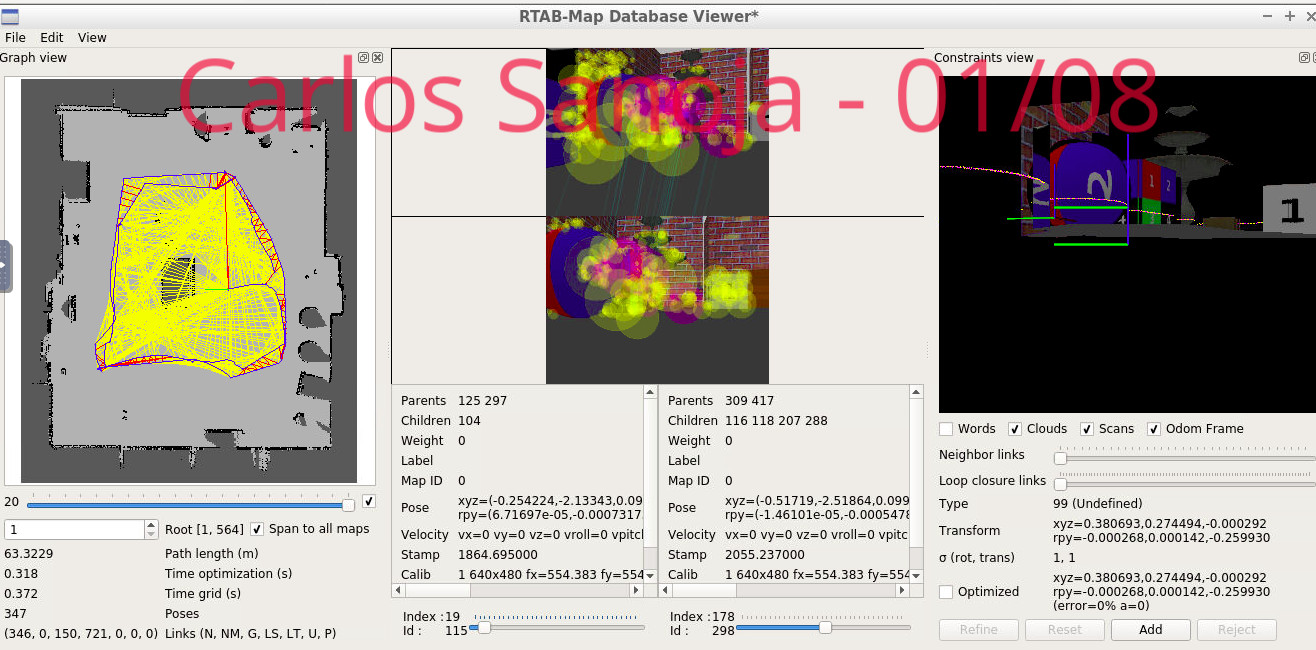 RTAB-Map Database Viewer*
File Edit View
Graph view
Constraints view
Carlos Sanoja - 01/08
2
1
2
4
1
Parents 125 297
Children 104
Weight 0
Label
Map ID 0
Pose xyz=(-0.254224,-2.13343,0.09
rpy=(6.71697e-05,-0.0007317
Velocity vx=0 vy=0 vz=0 vroll=0 vpitcl
Stamp 1864.695000
Calib 1 640x480 fx=554.383 fy=554
Index :19
Id : 115
Parents 309 417
Children 116 118 207 288
Weight 0
Label
Map ID 0
Pose xyz=(-0.51719,-2.51864,0.099
rpy=(-1.46101e-05,-0.0005478
Velocity vx=0 vy=0 vz=0 vroll=0 vpitc
Stamp 2055.237000
Calib 1 640x480 fx=554.383 fy=554
Index :178
Id : 298
20
1 Root [1, 564] Span to all maps
63.3229 Path length (m)
0.318 Time optimization (s)
0.372 Time grid (s)
347 Poses
(346, 0, 150, 721, 0, 0, 0) Links (N, NM, G, LS, LT, U, P)
Words Clouds Scans Odom Frame
Neighbor links
Loop closure links
Type 99 (Undefined)
Transform xyz=0.380693,0.274494,-0.000292
rpy=-0.000268,0.000142,-0.259930
σ (rot, trans) 1, 1
Optimized xyz=0.380693,0.274494,-0.000292
rpy=-0.000268,0.000142,-0.259930
(error=0% a=0)
Refine Reset Add Reject